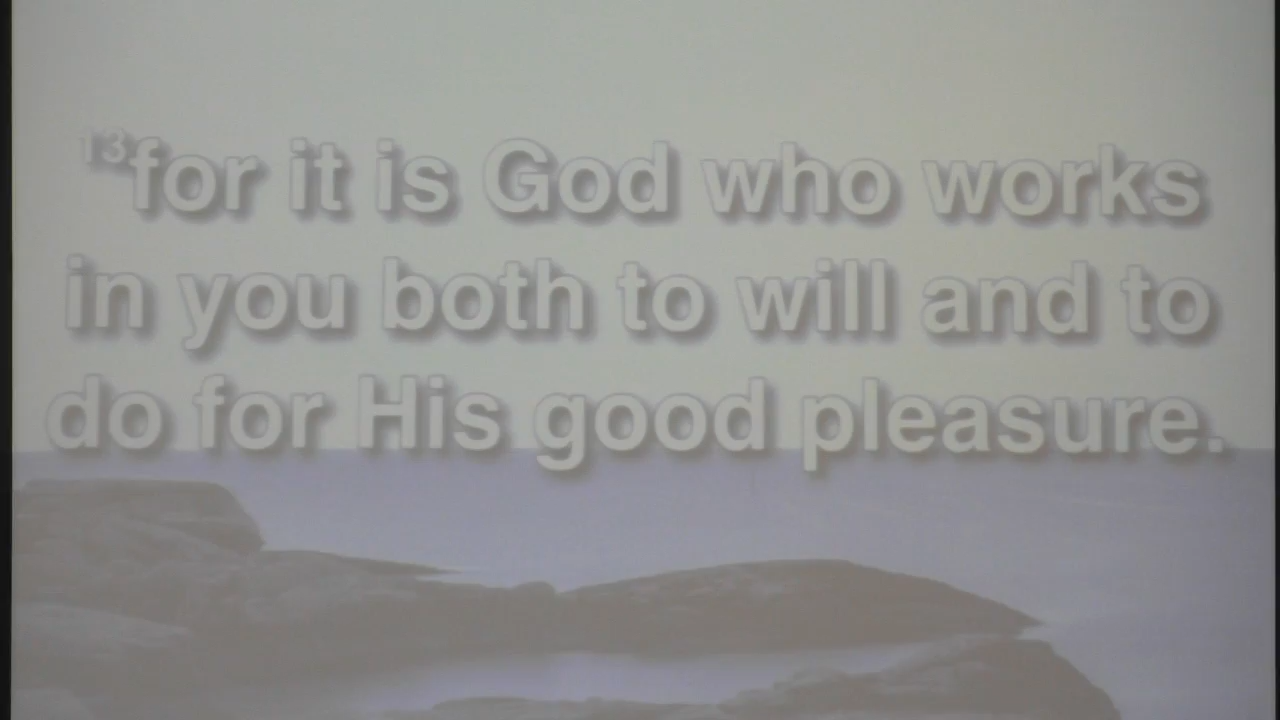 13for it is God who works
in you both to will and to
do for His good pleasure.